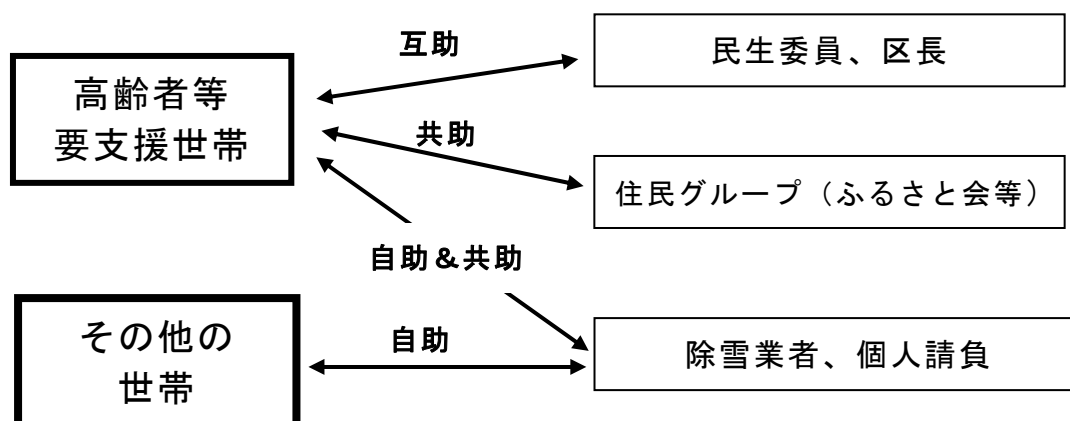 互助
民生委員、区長
高齢者等
要支援世帯
共助
住民グループ（ふるさと会等）
自助＆共助
その他の
世帯
自助
除雪業者、個人請負